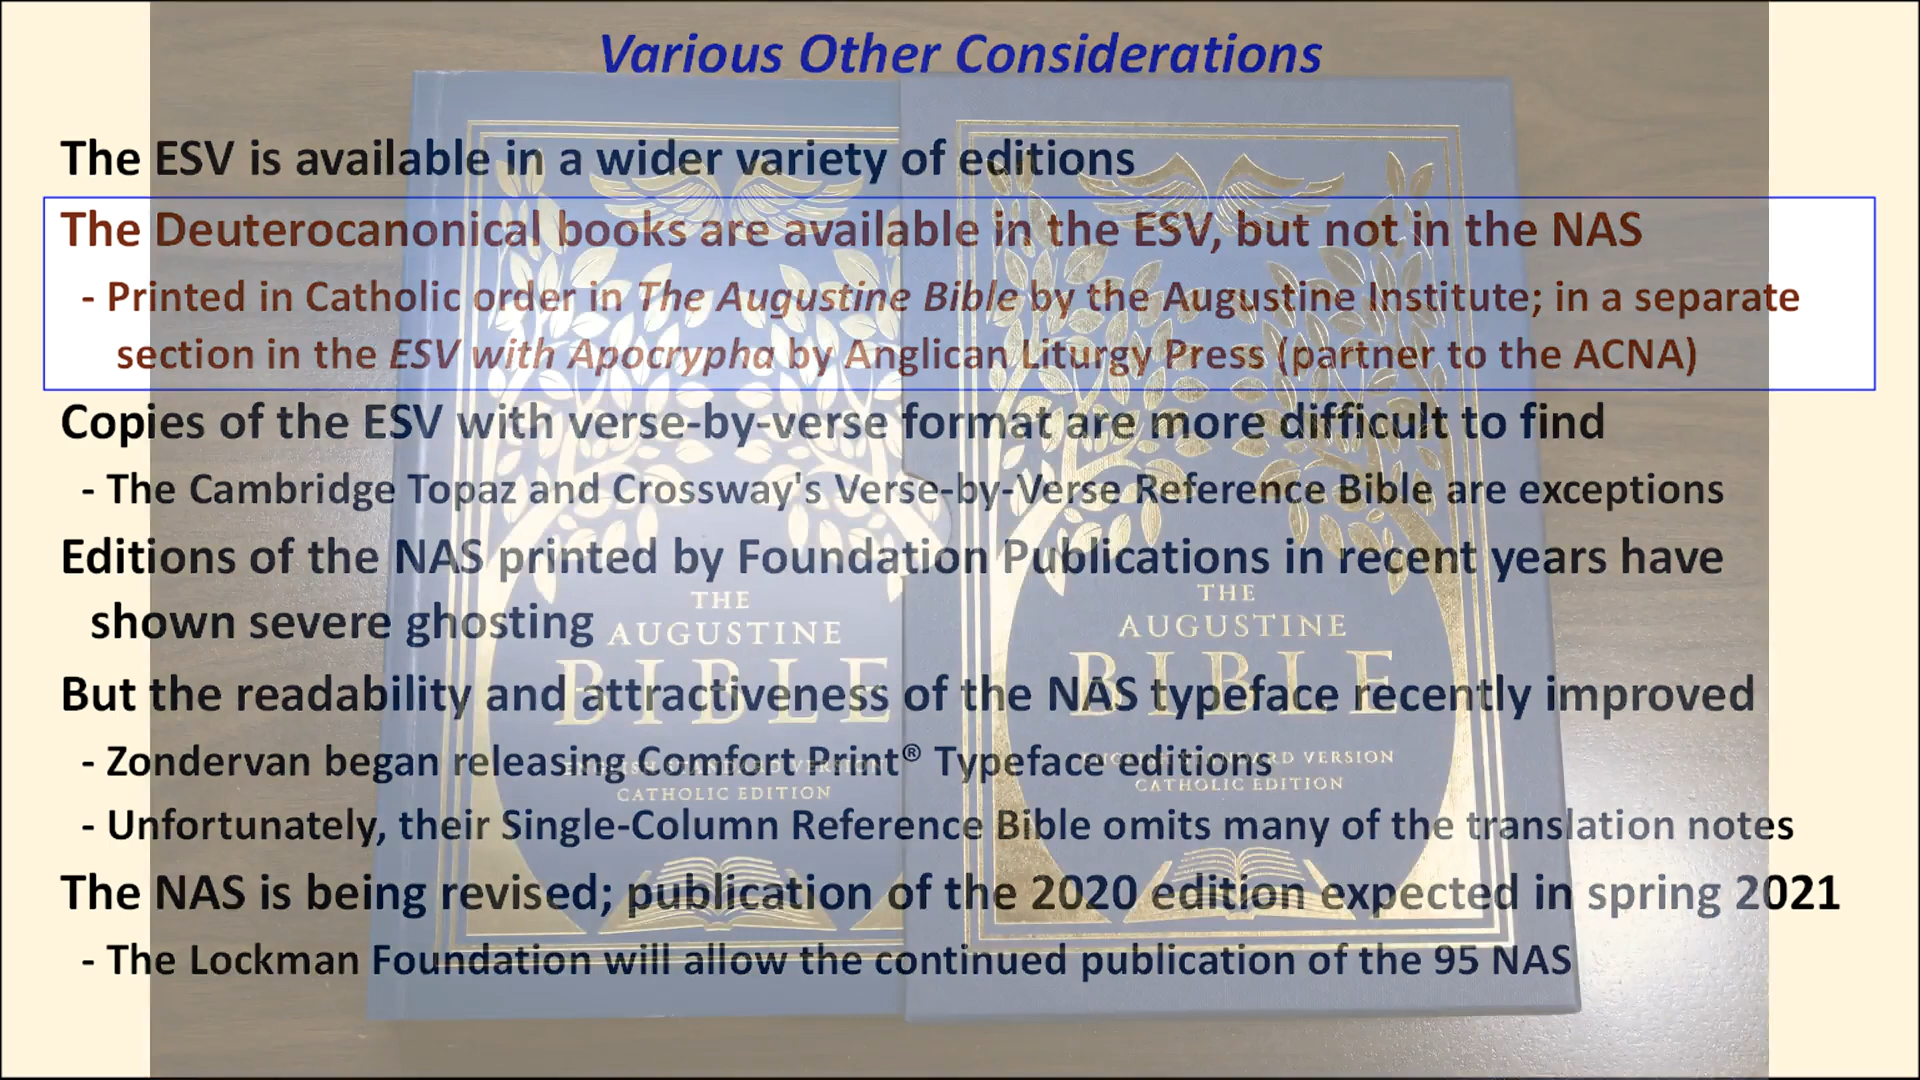 Various Other Considerations
The ESV is available in a wider variety of editions
The Deuterocanonical books are available in the ESV, but not in the NAS
- Printed in Catholic order in The Augustine Bible by the Augustine Institute; in a separate
section in the ESV with Apocrypha by Anglican Liturgy Press (partner to the ACNA)
Copies of the ESV with verse-by-verse format are more difficult to find
- The Cambridge Topaz and Crossway's Verse-by-Verse Reference Bible are exceptions
Editions of the NAS printed by Foundation Publications in recent years have
shown severe ghosting
But the readability and attractiveness of the NAS typeface recently improved
- Zondervan began releasing Comfort Print® Typeface editions
- Unfortunately, their Single-Column Reference Bible omits many of the translation notes
The NAS is being revised; publication of the 2020 edition expected in spring 2021
- The Lockman Foundation will allow the continued publication of the 95 NAS
THE
AUGUSTINE
BIBLE
ENGLISH STANDARD VERSION
CATHOLIC EDITION
THE
AUGUSTINE
BIBLE
ENGLISH STANDARD VERSION
CATHOLIC EDITION